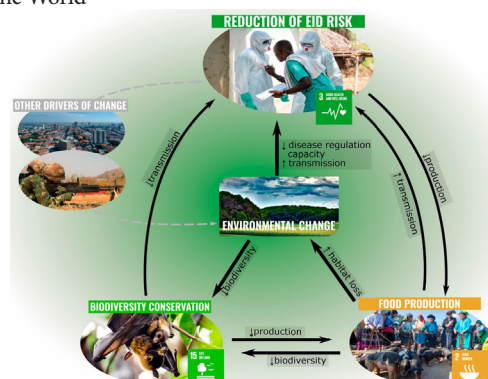 he World
REDUCTION OF EID RISK
3 GOOD HEALTH
AND WELL-BEING
OTHER DRIVERS OF CHANGE
↓transmission
↓ disease regulation
capacity
↑ transmission
↓production
↑ transmission
ENVIRONMENTAL CHANGE
↓biodiversity
↑ habitat loss
BIODIVERSITY CONSERVATION
FOOD PRODUCTION
↓production
↓biodiversity
15 LIFE
ON LAND
2 ZERO
HUNGER